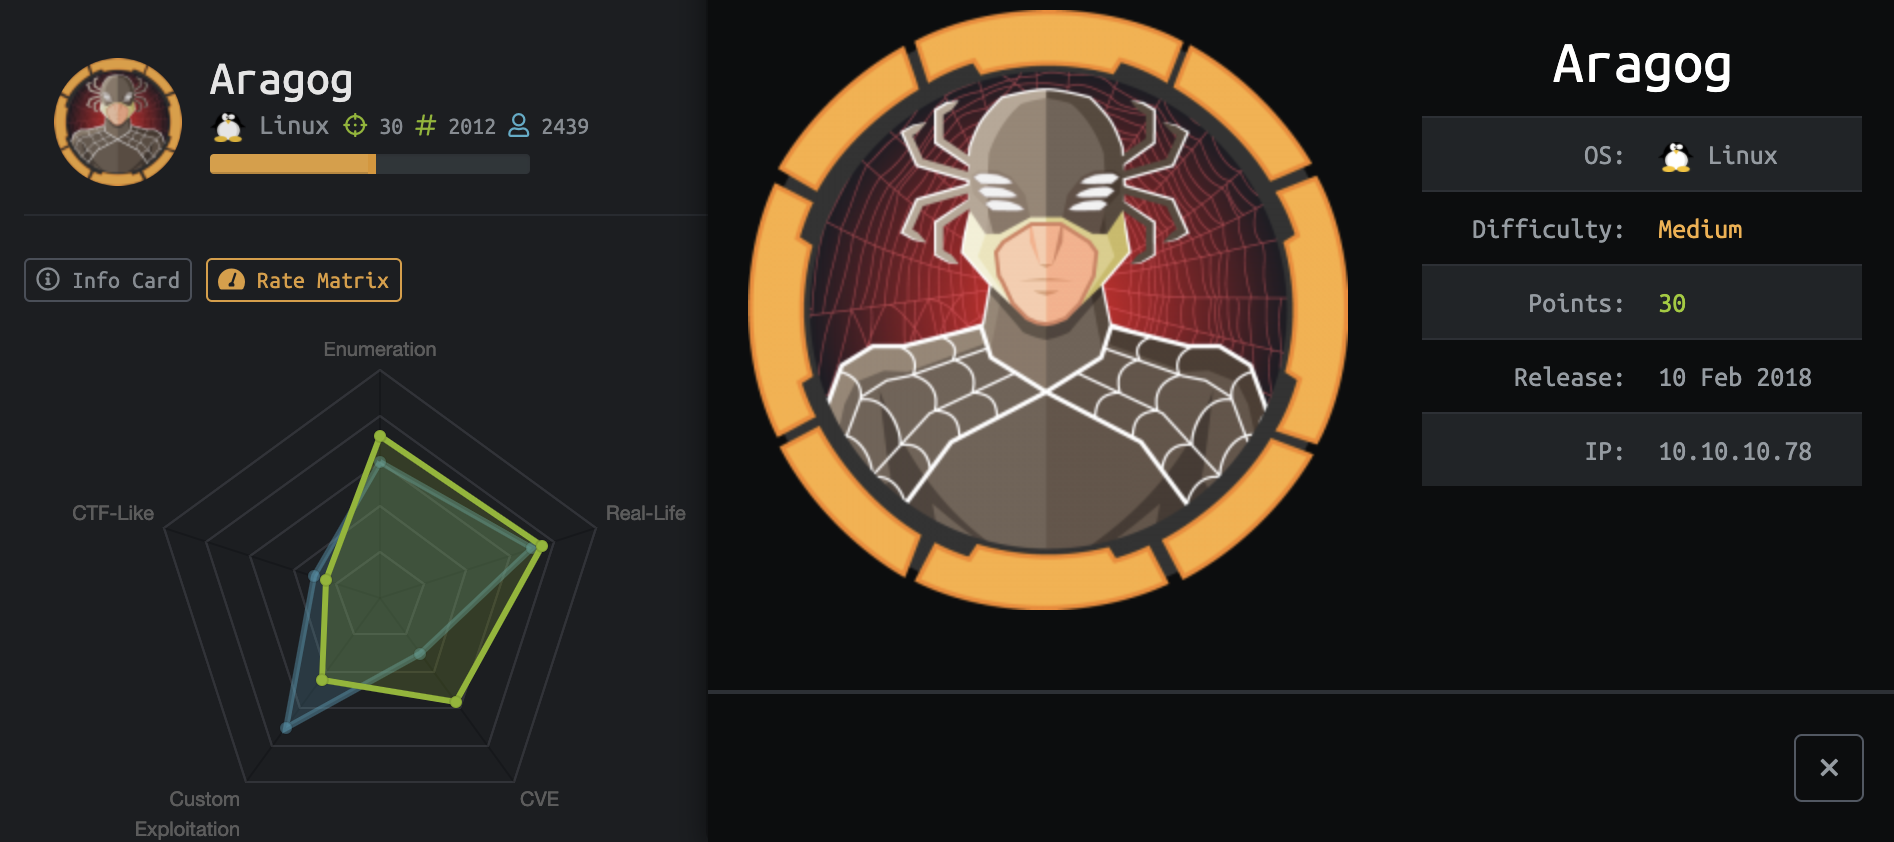 Aragog
Linux 30 # 2012 2439
Info Card
Rate Matrix
Enumeration
CTF-Like
Real-Life
Custom
Exploitation
CVE
Aragog
OS: Linux
Difficulty: Medium
Points: 30
Release: 10 Feb 2018
IP: 10.10.10.78